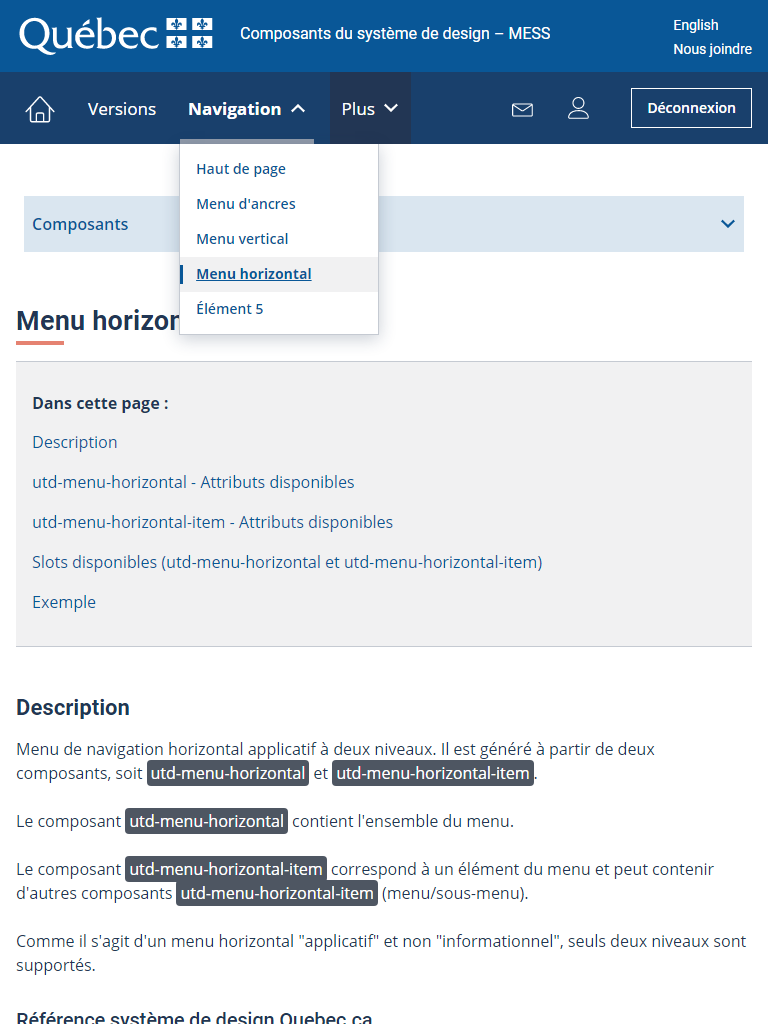 Québec
Composants du système de design – MESS
English
Nous joindre
Versions
Navigation
Plus
Déconnexion
Haut de page
Menu d'ancres
Menu vertical
Menu horizontal
Élément 5
Composants
Menu horizon
Dans cette page :
Description
utd-menu-horizontal - Attributs disponibles
utd-menu-horizontal-item - Attributs disponibles
Slots disponibles (utd-menu-horizontal et utd-menu-horizontal-item)
Exemple
Description
Menu de navigation horizontal applicatif à deux niveaux. Il est généré à partir de deux
composants, soit utd-menu-horizontal et utd-menu-horizontal-item.
Le composant utd-menu-horizontal contient l'ensemble du menu.
Le composant utd-menu-horizontal-item correspond à un élément du menu et peut contenir
d'autres composants utd-menu-horizontal-item (menu/sous-menu).
Comme il s'agit d'un menu horizontal "applicatif" et non "informationnel", seuls deux niveaux sont
supportés.
Référence système de design Quebec.ca